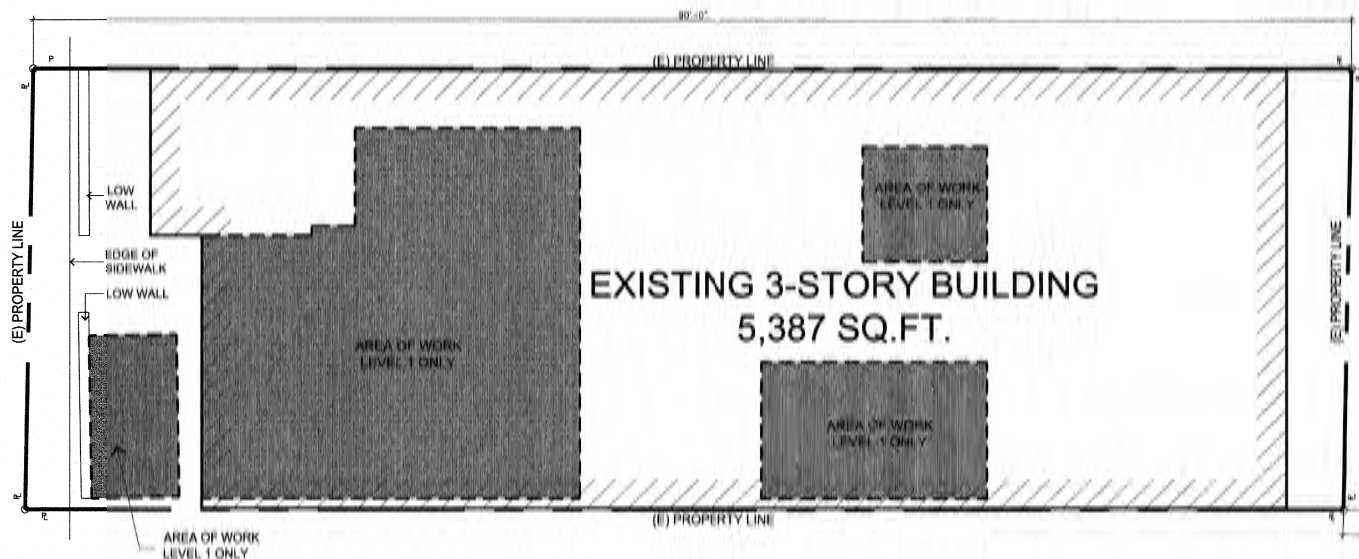 90'-0"
(E) PROPERTY LINE
LOW
WALL
EDGE OF
SIDEWALK
LOW WALL
(E) PROPERTY LINE
AREA OF WORK
LEVEL 1 ONLY
EXISTING 3-STORY BUILDING
5,387 SQ.FT.
AREA OF WORK
LEVEL 1 ONLY
AREA OF WORK
LEVEL 1 ONLY
(E) PROPERTY LINE
(E) PROPERTY LINE
AREA OF WORK
LEVEL 1 ONLY